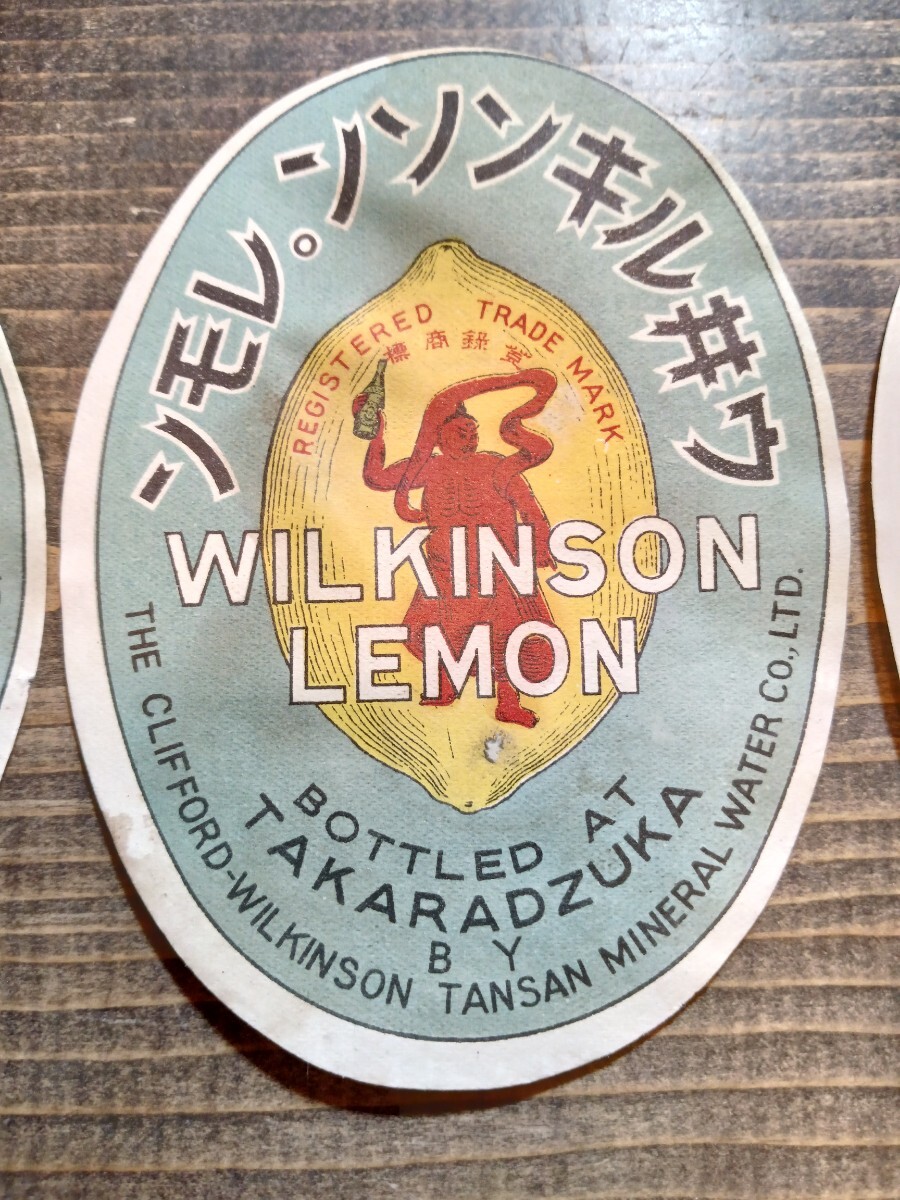 ウヰルキンソン。レモン
REGISTERED TRADE MARK
登錄商標
WILKINSON
LEMON
BOTTLED AT
TAKARADZUKA
BY
THE CLIFFORD-WILKINSON TANSAN MINERAL WATER CO., LTD.